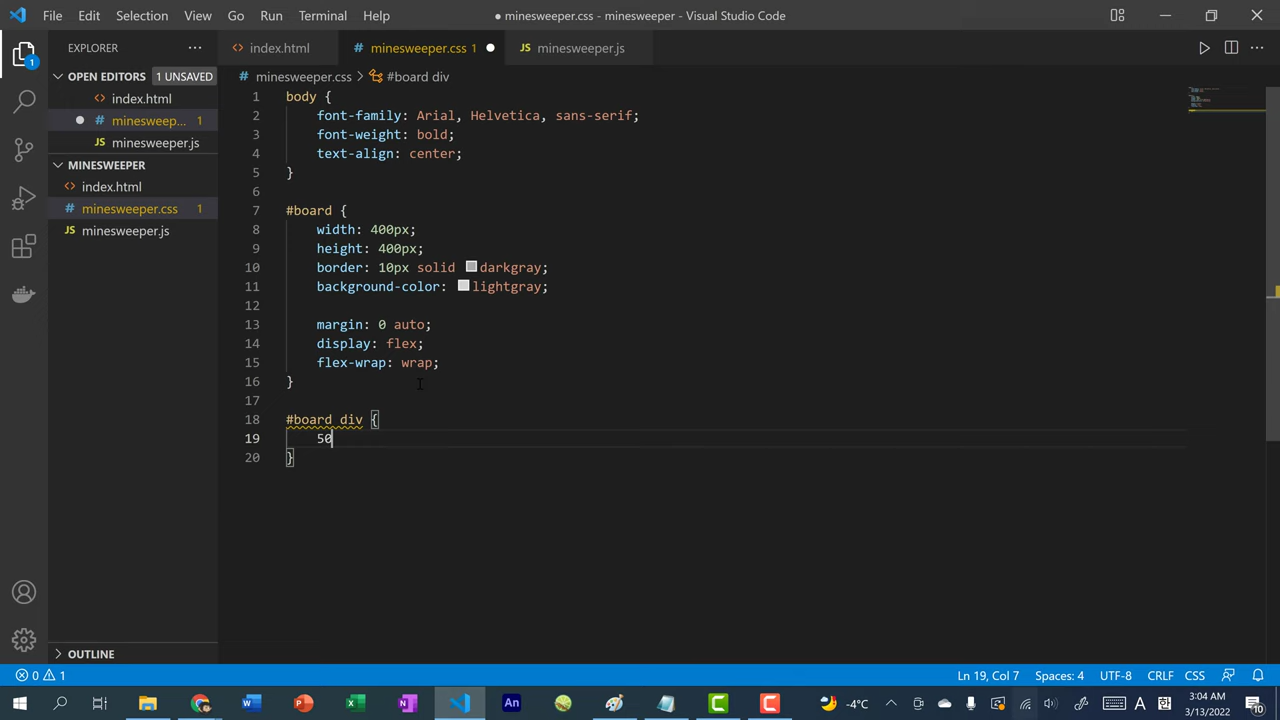 File Edit Selection View Go Run Terminal Help
● minesweeper.css - minesweeper - Visual Studio Code
EXPLORER
index.html
minesweeper.css 1
minesweeper.js
OPEN EDITORS 1 UNSAVED
index.html
minesweep... 1
minesweeper.js
MINESWEEPER
index.html
minesweeper.css 1
minesweeper.js
OUTLINE
1
minesweeper.css > #board div
1 body {
2 font-family: Arial, Helvetica, sans-serif;
3 font-weight: bold;
4 text-align: center;
5 }
6
7 #board {
8 width: 400px;
9 height: 400px;
10 border: 10px solid darkgray;
11 background-color: lightgray;
12
13 margin: 0 auto;
14 display: flex;
15 flex-wrap: wrap;
16 }
17
18 #board div {
19 50
20 }
0 1
Ln 19, Col 7 Spaces: 4 UTF-8 CRLF CSS
-4°C
A
3:04 AM
3/13/2022
10